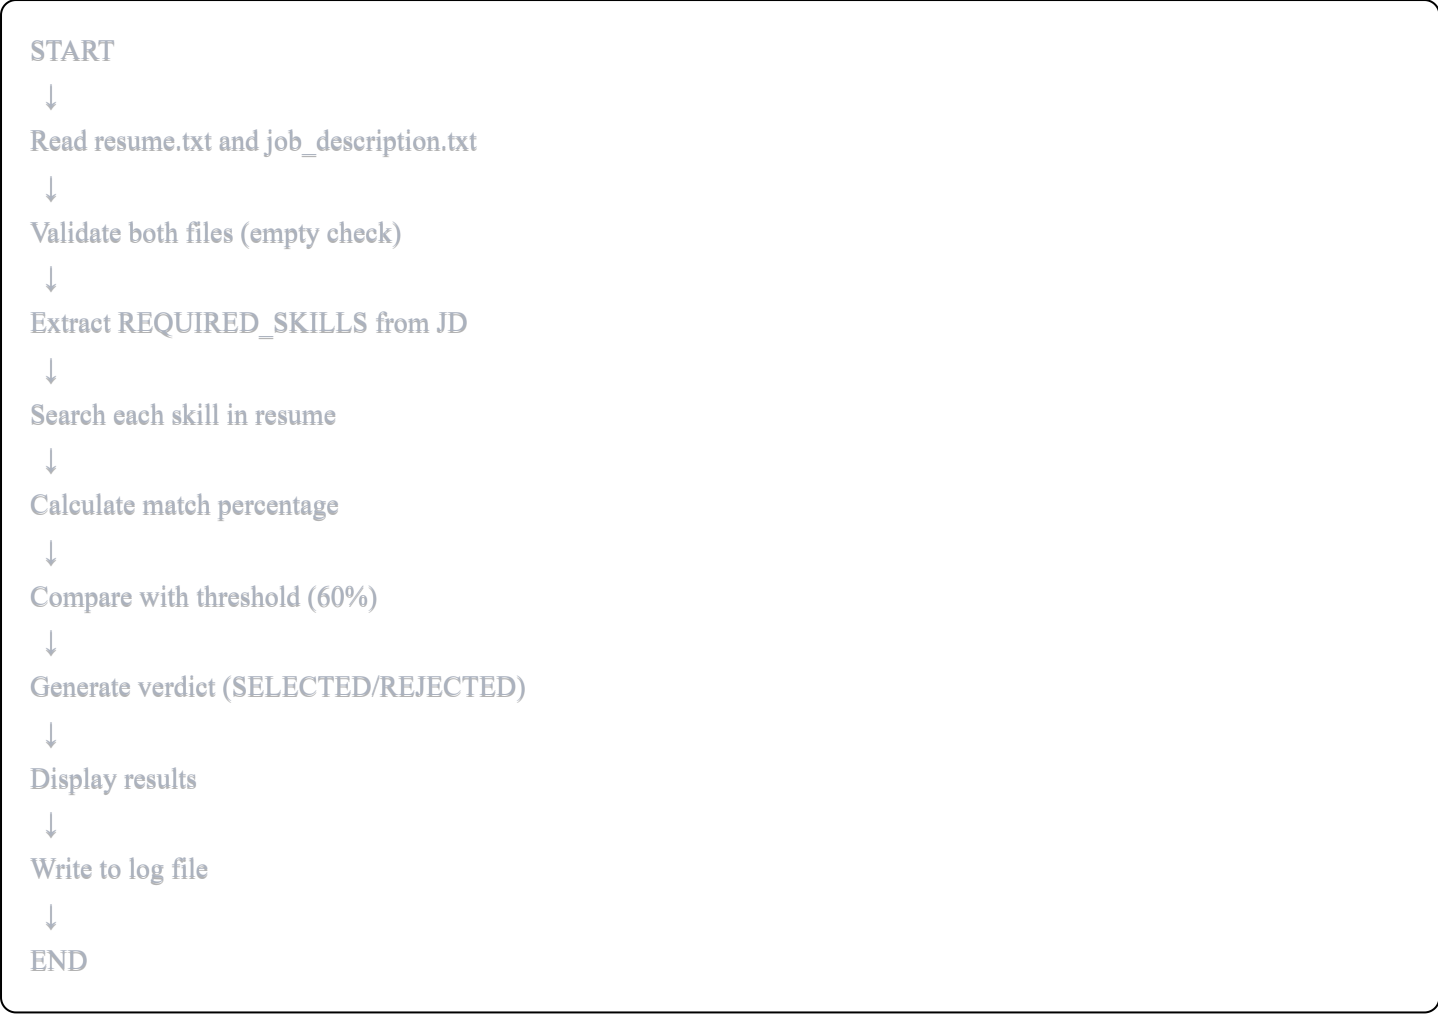 START
↓
Read resume.txt and job_description.txt
↓
Validate both files (empty check)
↓
Extract REQUIRED_SKILLS from JD
↓
Search each skill in resume
↓
Calculate match percentage
↓
Compare with threshold (60%)
↓
Generate verdict (SELECTED/REJECTED)
↓
Display results
↓
Write to log file
↓
END